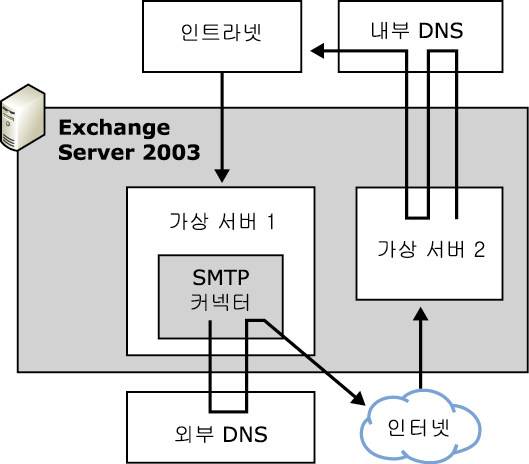 인트라넷
내부 DNS
Exchange
Server 2003
가상 서버 1
가상 서버 2
SMTP
커넥터
외부 DNS
인터넷